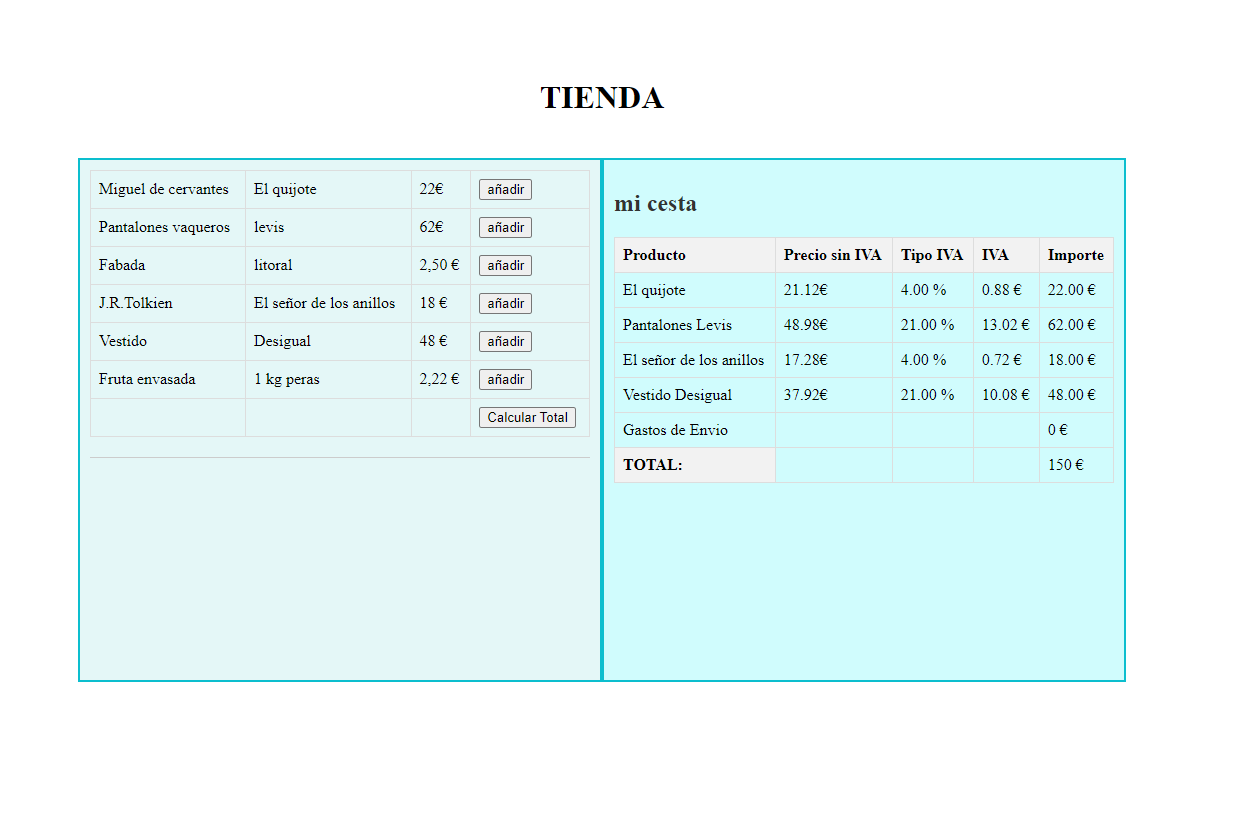 TIENDA
Miguel de cervantes El quijote 22€ añadir
Pantalones vaqueros levis 62€ añadir
Fabada litoral 2,50 € añadir
J.R.Tolkien El señor de los anillos 18 € añadir
Vestido Desigual 48 € añadir
Fruta envasada 1 kg peras 2,22 € añadir
Calcular Total
mi cesta
Producto Precio sin IVA Tipo IVA IVA Importe
El quijote 21.12€ 4.00 % 0.88 € 22.00 €
Pantalones Levis 48.98€ 21.00 % 13.02 € 62.00 €
El señor de los anillos 17.28€ 4.00 % 0.72 € 18.00 €
Vestido Desigual 37.92€ 21.00 % 10.08 € 48.00 €
Gastos de Envio 0 €
TOTAL: 150 €